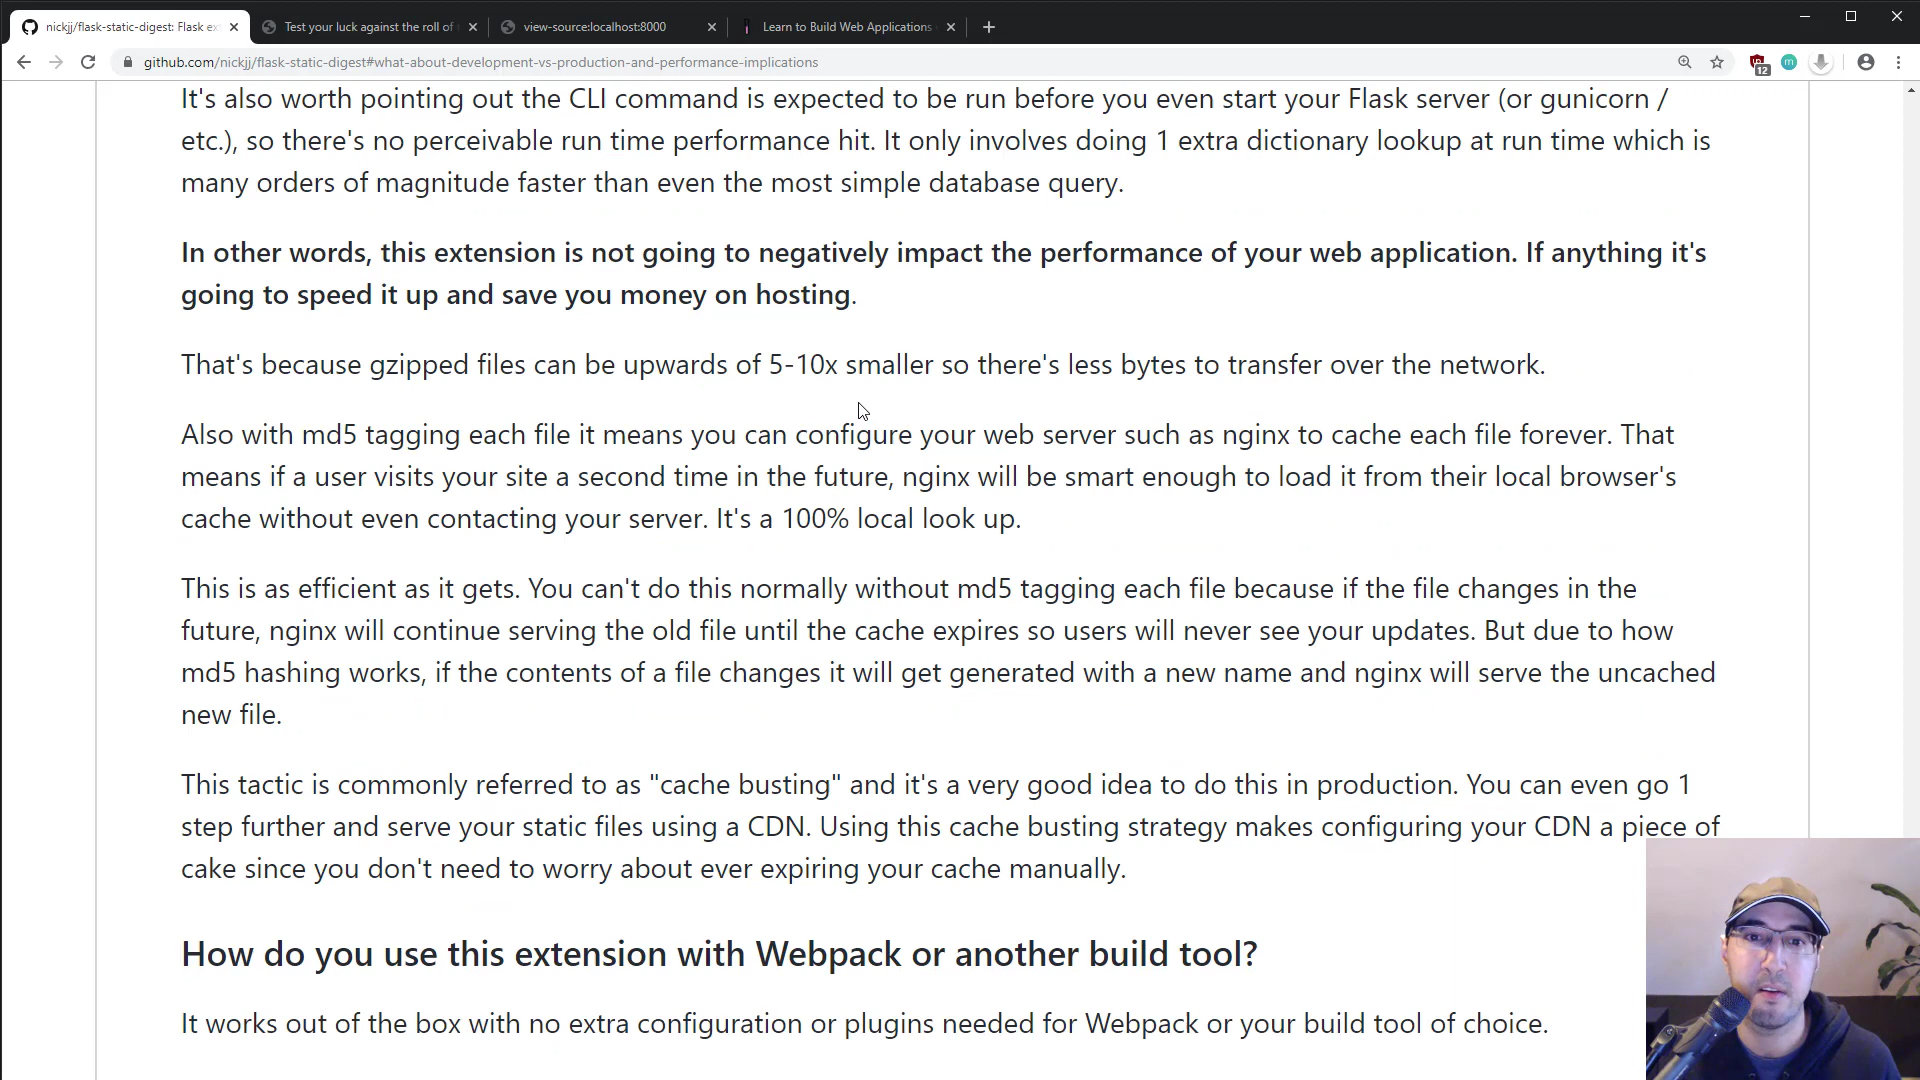 nickjj/flask-static-digest: Flask ex
Test your luck against the roll of
view-source:localhost:8000
Learn to Build Web Applications
github.com/nickjj/flask-static-digest#what-about-development-vs-production-and-performance-implications
12
m
It's also worth pointing out the CLI command is expected to be run before you even start your Flask server (or gunicorn /
etc.), so there's no perceivable run time performance hit. It only involves doing 1 extra dictionary lookup at run time which is
many orders of magnitude faster than even the most simple database query.
In other words, this extension is not going to negatively impact the performance of your web application. If anything it's
going to speed it up and save you money on hosting.
That's because gzipped files can be upwards of 5-10x smaller so there's less bytes to transfer over the network.
Also with md5 tagging each file it means you can configure your web server such as nginx to cache each file forever. That
means if a user visits your site a second time in the future, nginx will be smart enough to load it from their local browser's
cache without even contacting your server. It's a 100% local look up.
This is as efficient as it gets. You can't do this normally without md5 tagging each file because if the file changes in the
future, nginx will continue serving the old file until the cache expires so users will never see your updates. But due to how
md5 hashing works, if the contents of a file changes it will get generated with a new name and nginx will serve the uncached
new file.
This tactic is commonly referred to as "cache busting" and it's a very good idea to do this in production. You can even go 1
step further and serve your static files using a CDN. Using this cache busting strategy makes configuring your CDN a piece of
cake since you don't need to worry about ever expiring your cache manually.
How do you use this extension with Webpack or another build tool?
It works out of the box with no extra configuration or plugins needed for Webpack or your build tool of choice.